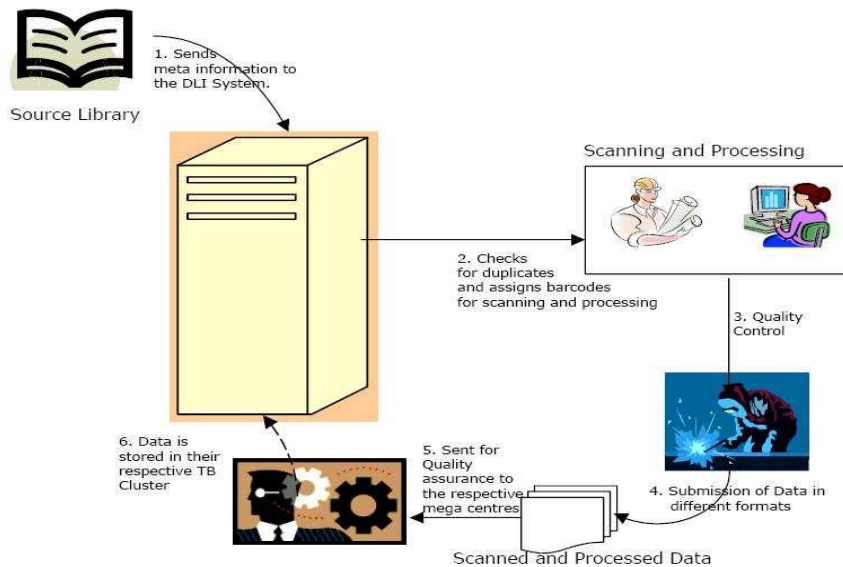 1. Sends
meta information to
the DLI System.
Source Library
Scanning and Processing
2. Checks
for duplicates
and assigns barcodes
for scanning and processing
3. Quality
Control
4. Submission of Data in
different formats
Scanned and Processed Data
5. Sent for
Quality
assurance to
the respective
mega centres
6. Data is
stored in their
respective TB
Cluster